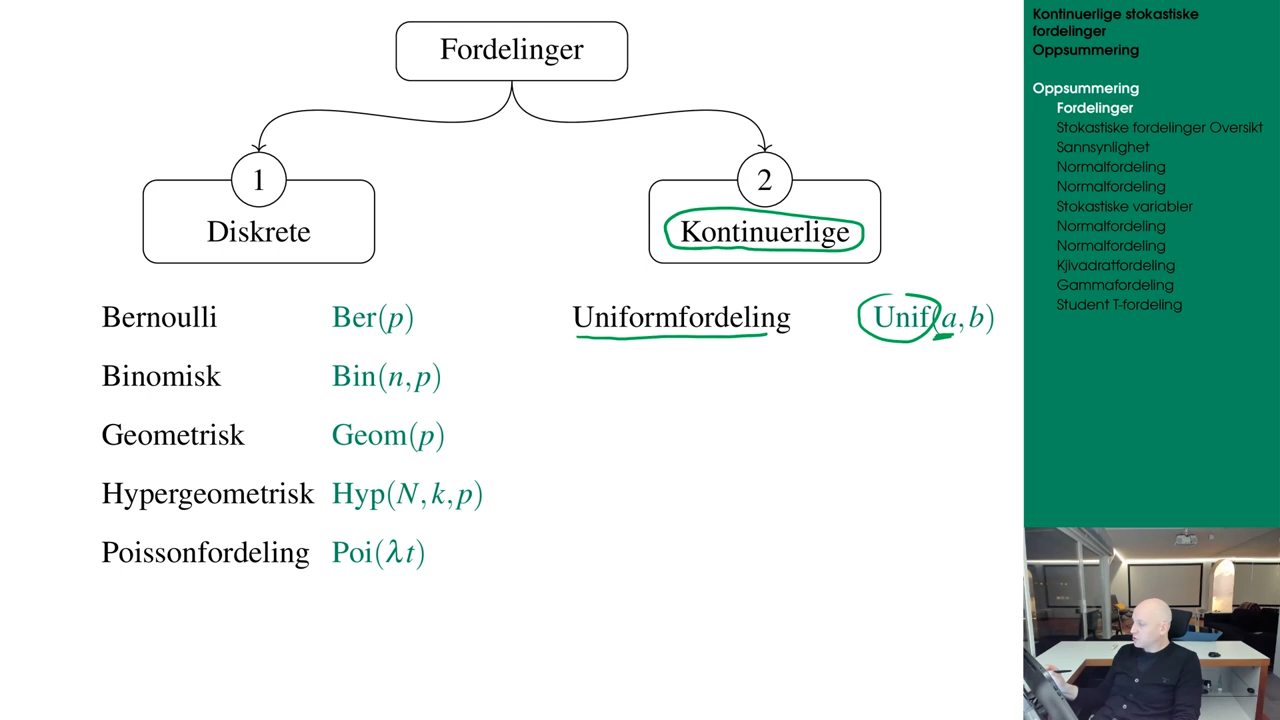 Fordelinger
1
Diskrete
2
Kontinuerlige
Bernoulli Ber(p)
Binomisk Bin(n, p)
Geometrisk Geom(p)
Hypergeometrisk Hyp(N, k, p)
Poissonfordeling Poi(λt)
Uniformfordeling Unif(a, b)
Kontinuerlige stokastiske
fordelinger
Oppsummering
Oppsummering
Fordelinger
Stokastiske fordelinger Oversikt
Sannsynlighet
Normalfordeling
Normalfordeling
Stokastiske variabler
Normalfordeling
Normalfordeling
Kjivadratfordeling
Gammafordeling
Student T-fordeling